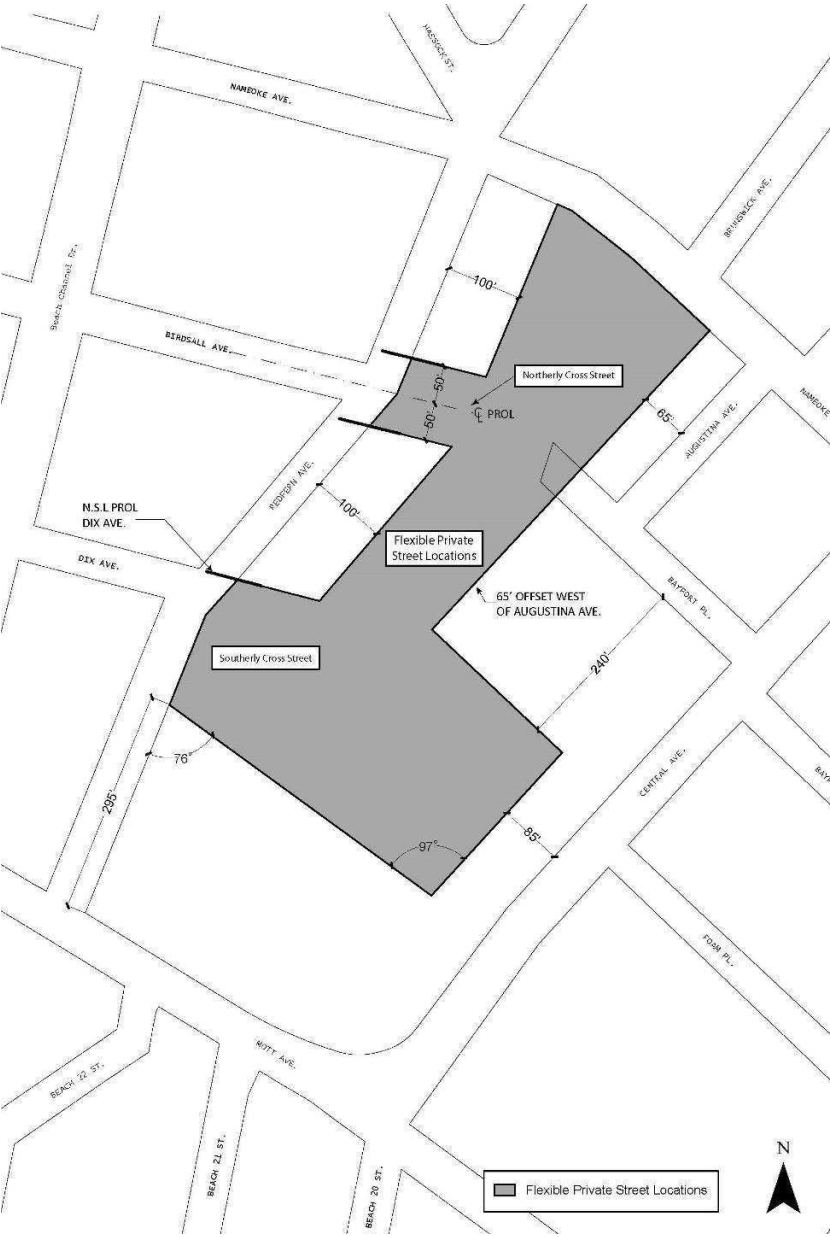 HASSOCK ST.
NAMEOKE AVE.
BRUNSWICK AVE.
Beach Channel Dr.
100'
BIRDSALL AVE.
50'
Northerly Cross Street
50'
CL PROL
65'
NAMEOKE
AUGUSTINA AVE.
REDFERN AVE.
N.S.L PROL
DIX AVE.
100'
Flexible Private
Street Locations
DIX AVE.
65' OFFSET WEST
OF AUGUSTINA AVE.
BAYPORT PL.
Southerly Cross Street
240'
76°
295'
CENTRAL AVE.
85'
97°
FOAM PL.
MOTT AVE.
BEACH 22 ST.
BEACH 21 ST.
BEACH 20 ST.
N
Flexible Private Street Locations